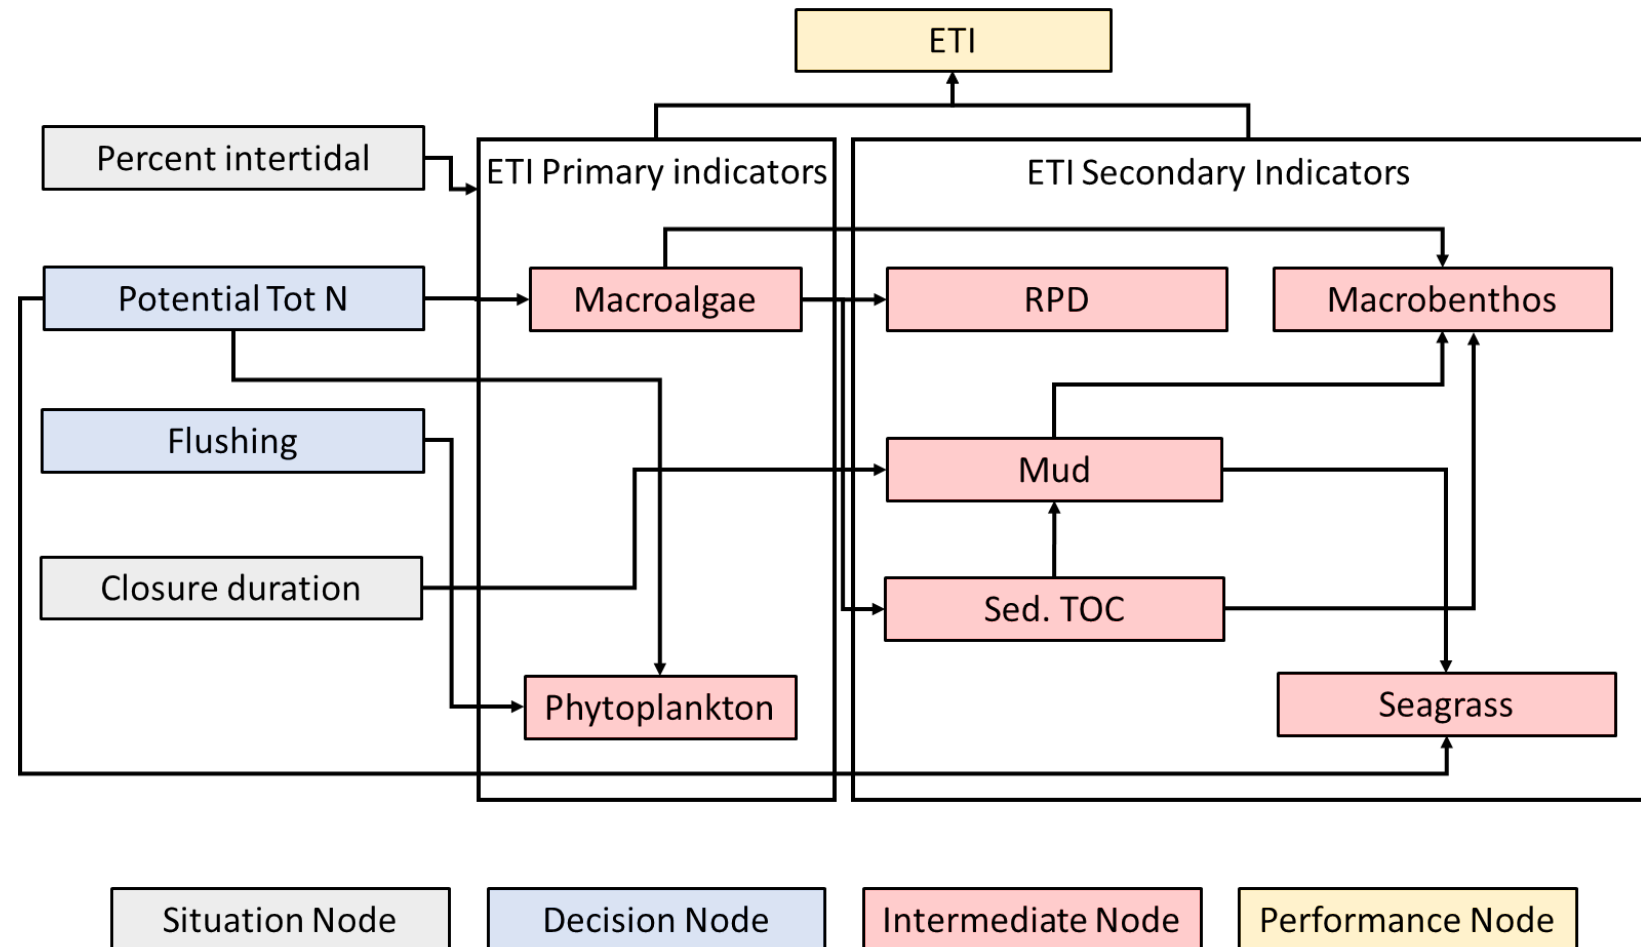 ETI
Percent intertidal
ETI Primary indicators
ETI Secondary Indicators
Potential Tot N
Macroalgae
RPD
Macrobenthos
Flushing
Mud
Closure duration
Sed. TOC
Phytoplankton
Seagrass
Situation Node
Decision Node
Intermediate Node
Performance Node